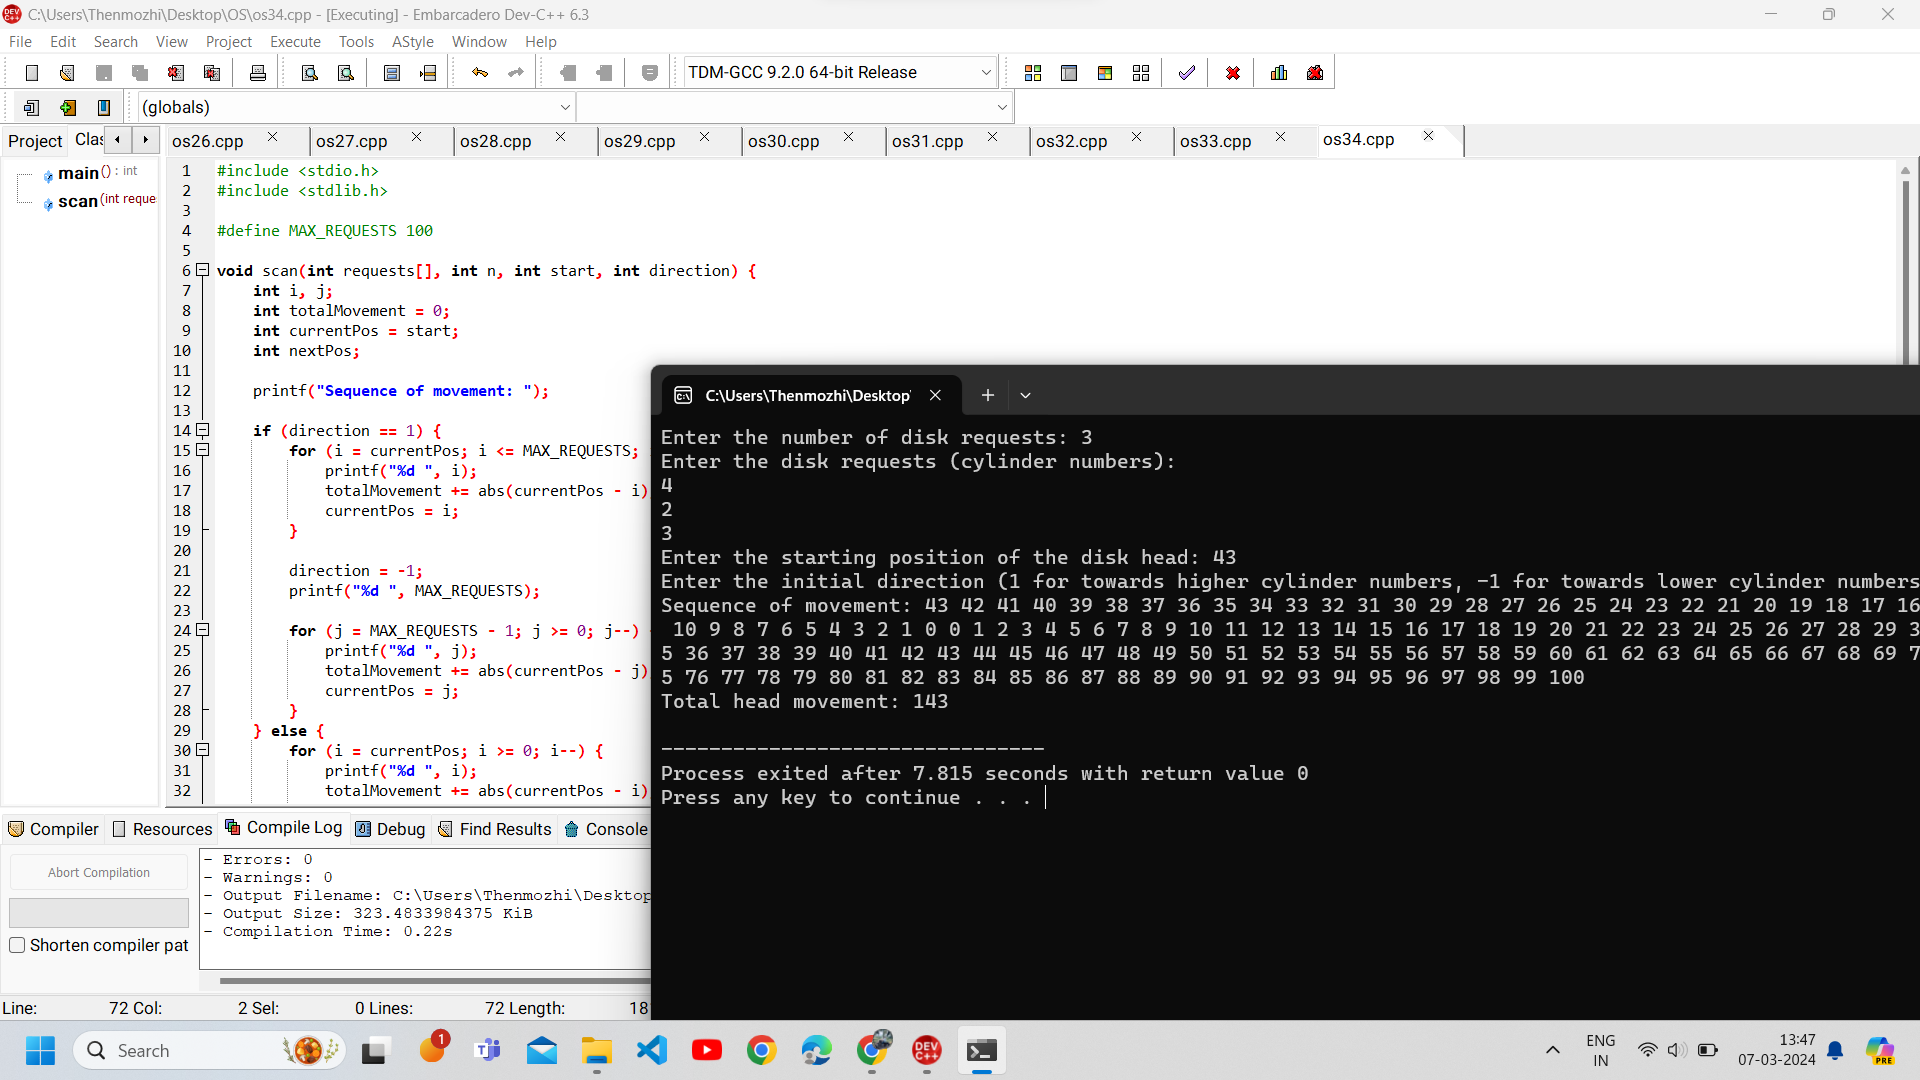 C:\Users\Thenmozhi\Desktop\OS\os34.cpp - [Executing] - Embarcadero Dev-C++ 6.3
File Edit Search View Project Execute Tools AStyle Window Help
TDM-GCC 9.2.0 64-bit Release
(globals)
Project Clas os26.cpp os27.cpp os28.cpp os29.cpp os30.cpp os31.cpp os32.cpp os33.cpp os34.cpp
main() : int
scan(int reques
1 #include <stdio.h>
2 #include <stdlib.h>
3
4 #define MAX_REQUESTS 100
5
6 void scan(int requests[], int n, int start, int direction) {
7 int i, j;
8 int totalMovement = 0;
9 int currentPos = start;
10 int nextPos;
11
12 printf("Sequence of movement: ");
13
14 if (direction == 1) {
15 for (i = currentPos; i <= MAX_REQUESTS;
16 printf("%d ", i);
17 totalMovement += abs(currentPos - i)
18 currentPos = i;
19 }
20
21 direction = -1;
22 printf("%d ", MAX_REQUESTS);
23
24 for (j = MAX_REQUESTS - 1; j >= 0; j--)
25 printf("%d ", j);
26 totalMovement += abs(currentPos - j)
27 currentPos = j;
28 }
29 } else {
30 for (i = currentPos; i >= 0; i--) {
31 printf("%d ", i);
32 totalMovement += abs(currentPos - i)
C:\Users\Thenmozhi\Desktop\
Enter the number of disk requests: 3
Enter the disk requests (cylinder numbers):
4
2
3
Enter the starting position of the disk head: 43
Enter the initial direction (1 for towards higher cylinder numbers, -1 for towards lower cylinder numbers
Sequence of movement: 43 42 41 40 39 38 37 36 35 34 33 32 31 30 29 28 27 26 25 24 23 22 21 20 19 18 17 16
10 9 8 7 6 5 4 3 2 1 0 0 1 2 3 4 5 6 7 8 9 10 11 12 13 14 15 16 17 18 19 20 21 22 23 24 25 26 27 28 29 3
5 36 37 38 39 40 41 42 43 44 45 46 47 48 49 50 51 52 53 54 55 56 57 58 59 60 61 62 63 64 65 66 67 68 69 7
5 76 77 78 79 80 81 82 83 84 85 86 87 88 89 90 91 92 93 94 95 96 97 98 99 100
Total head movement: 143
--------------------------------
Process exited after 7.815 seconds with return value 0
Press any key to continue . . .
Compiler Resources Compile Log Debug Find Results Console
Abort Compilation
Shorten compiler pat
- Errors: 0
- Warnings: 0
- Output Filename: C:\Users\Thenmozhi\Desktop
- Output Size: 323.4833984375 KiB
- Compilation Time: 0.22s
Line: 72 Col: 2 Sel: 0 Lines: 72 Length: 18
Search
1
DEV C++
ENG
IN
13:47
07-03-2024
PRE